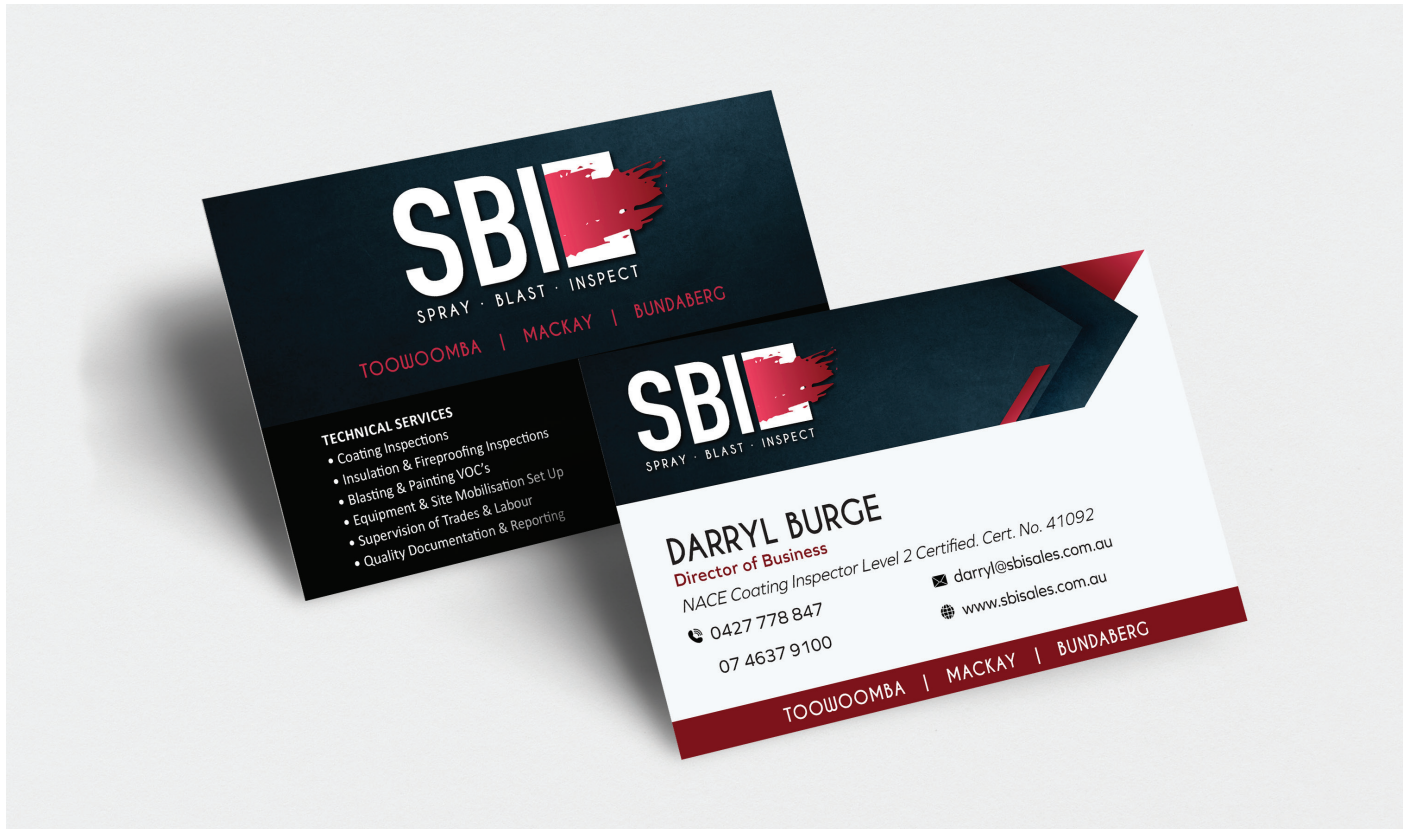 SBI
SPRAY · BLAST · INSPECT
TOOWOOMBA | MACKAY | BUNDABERG
TECHNICAL SERVICES
• Coating Inspections
• Insulation & Fireproofing Inspections
• Blasting & Painting VOC's
• Equipment & Site Mobilisation Set Up
• Supervision of Trades & Labour
• Quality Documentation & Reporting
SBI
SPRAY · BLAST · INSPECT
DARRYL BURGE
Director of Business
NACE Coating Inspector Level 2 Certified. Cert. No. 41092
0427 778 847
07 4637 9100
darryl@sbisales.com.au
www.sbisales.com.au
TOOWOOMBA | MACKAY | BUNDABERG